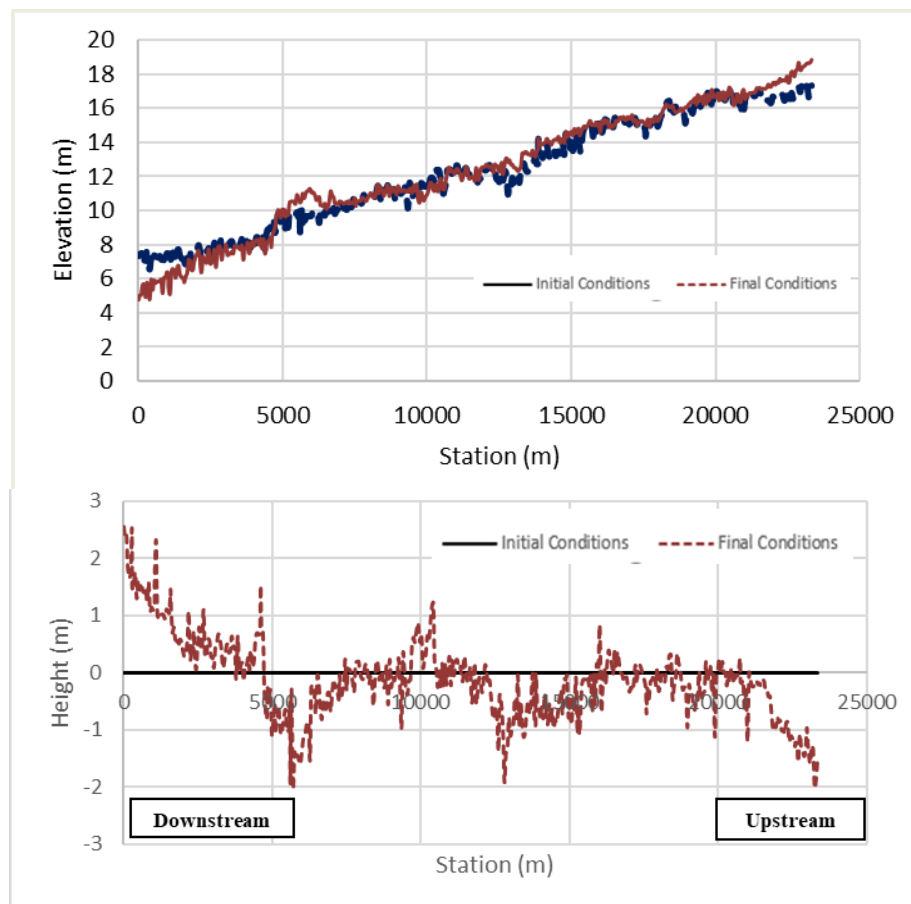 20
18
16
14
12
10
8
6
4
2
0
Elevation (m)
Initial Conditions Final Conditions
0 5000 10000 15000 20000 25000
Station (m)
3
2
1
0
-1
-2
-3
Height (m)
Initial Conditions Final Conditions
0 5000 10000 15000 20000 25000
Downstream Upstream
Station (m)